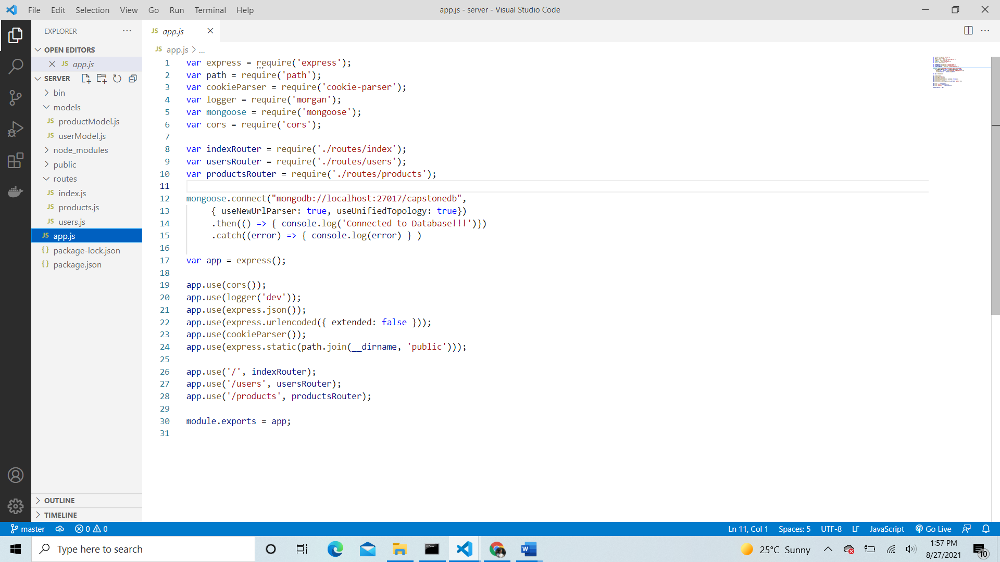 File Edit Selection View Go Run Terminal Help
app.js - server - Visual Studio Code
EXPLORER
OPEN EDITORS
JS app.js
SERVER
bin
models
JS productModel.js
JS userModel.js
node_modules
public
routes
JS index.js
JS products.js
JS users.js
JS app.js
{} package-lock.json
{} package.json
OUTLINE
TIMELINE
JS app.js
JS app.js > ...
1 var express = require('express');
2 var path = require('path');
3 var cookieParser = require('cookie-parser');
4 var logger = require('morgan');
5 var mongoose = require('mongoose');
6 var cors = require('cors');
7
8 var indexRouter = require('./routes/index');
9 var usersRouter = require('./routes/users');
10 var productsRouter = require('./routes/products');
11
12 mongoose.connect("mongodb://localhost:27017/capstonedb",
13 { useNewUrlParser: true, useUnifiedTopology: true})
14 .then(() => { console.log('Connected to Database!!!')})
15 .catch((error) => { console.log(error) } )
16
17 var app = express();
18
19 app.use(cors());
20 app.use(logger('dev'));
21 app.use(express.json());
22 app.use(express.urlencoded({ extended: false }));
23 app.use(cookieParser());
24 app.use(express.static(path.join(__dirname, 'public')));
25
26 app.use('/', indexRouter);
27 app.use('/users', usersRouter);
28 app.use('/products', productsRouter);
29
30 module.exports = app;
31
master 0 0
Ln 11, Col 1 Spaces: 5 UTF-8 LF JavaScript Go Live
Type here to search
25°C Sunny
1:57 PM
8/27/2021
10